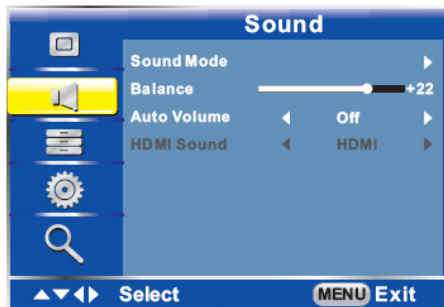 Sound
Sound Mode
Balance +22
Auto Volume Off
HDMI Sound HDMI
Select MENU Exit